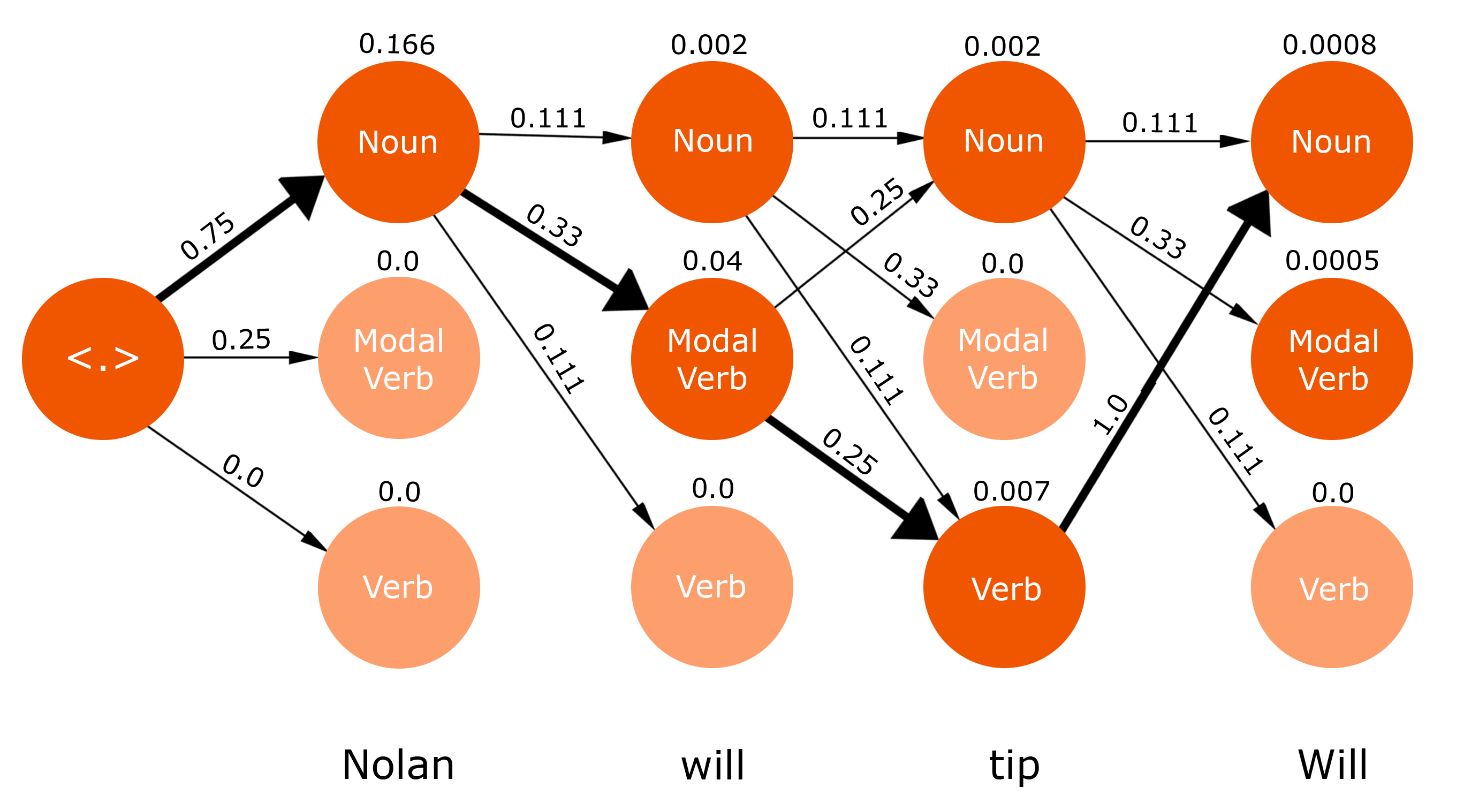 0.166 0.002 0.002 0.0008
Noun 0.111 Noun 0.111 Noun 0.111 Noun
0.75 0.33 0.25 0.33
0.0 0.04 0.33 0.0 0.0005
<.> 0.25 Modal Modal Modal Modal
Verb Verb Verb Verb
0.111 0.111 1.0 0.111
0.0 0.25
0.0 0.0 0.007 0.0
Verb Verb Verb Verb
Nolan will tip Will